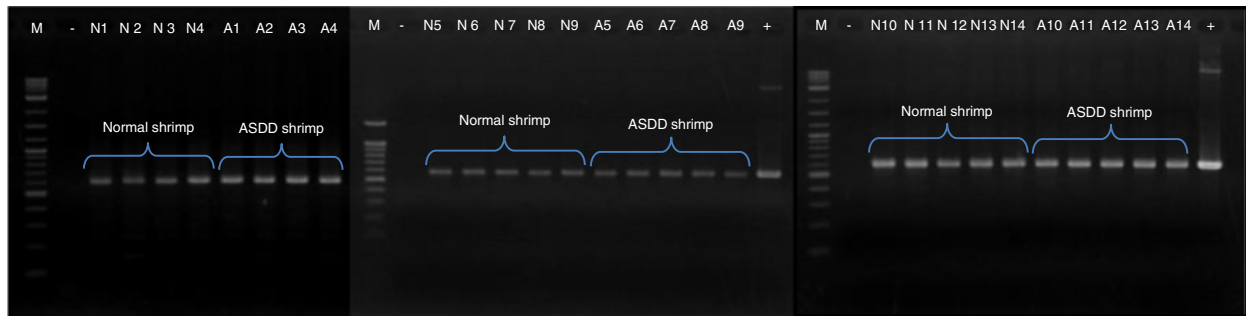 M - N1 N 2 N 3 N4 A1 A2 A3 A4
Normal shrimp ASDD shrimp
M - N5 N 6 N 7 N8 N9 A5 A6 A7 A8 A9 +
Normal shrimp ASDD shrimp
M - N10 N 11 N 12 N13 N14 A10 A11 A12 A13 A14 +
Normal shrimp ASDD shrimp